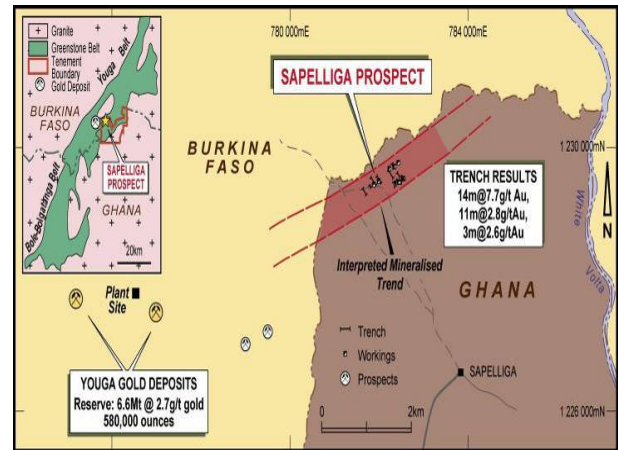 780 000mE
784 000mE
Granite
Greenstone Belt
Tenement
Boundary
Gold Deposit
Youga Belt
BURKINA
FASO
SAPELLIGA
PROSPECT
GHANA
Bole-Bolgatanga Belt
20km
SAPELLIGA PROSPECT
BURKINA
FASO
1 230 000mN
TRENCH RESULTS
14m@7.7g/t Au,
11m@2.8g/tAu,
3m@2.6g/tAu
White
Volta
N
Interpreted Mineralised
Trend
GHANA
Plant
Site
Trench
Workings
Prospects
SAPELLIGA
YOUGA GOLD DEPOSITS
Reserve: 6.6Mt @ 2.7g/t gold
580,000 ounces
0
2km
1 226 000mN